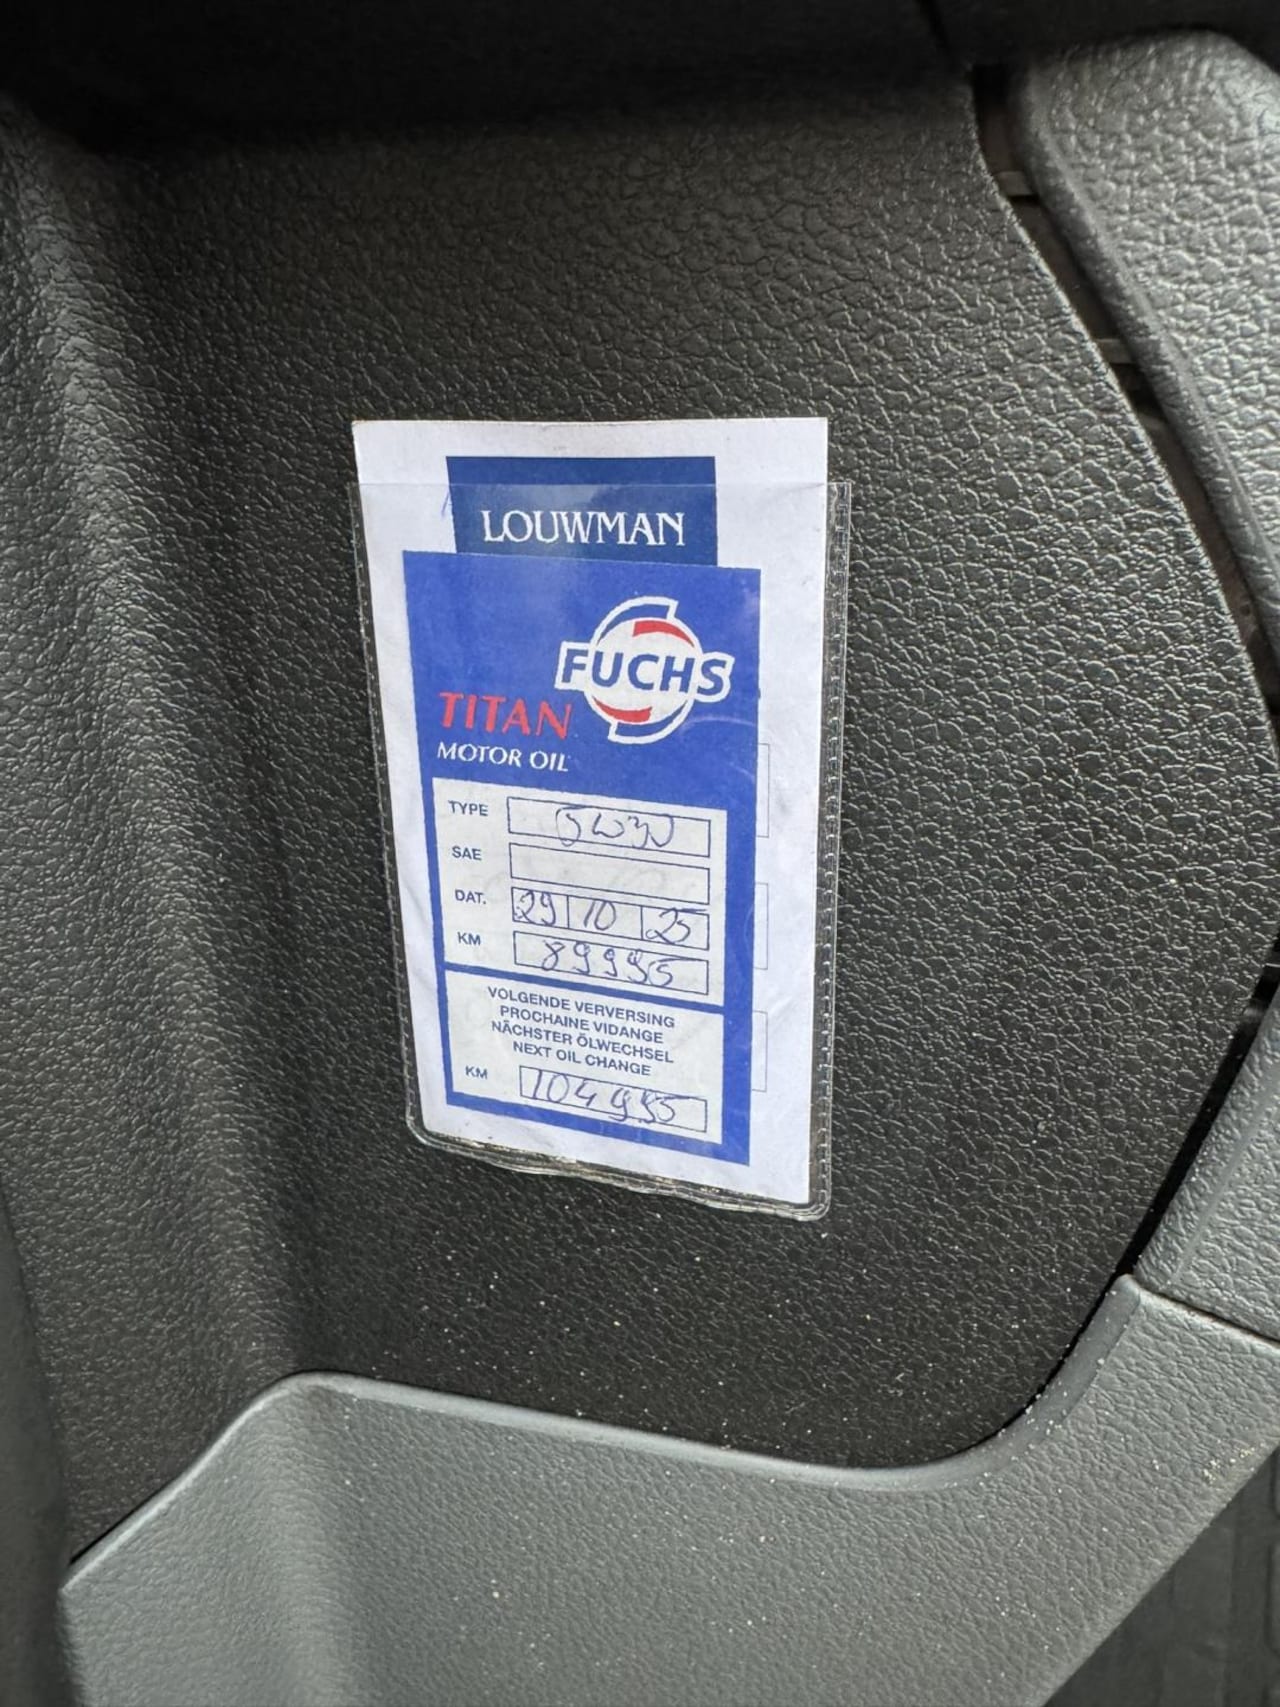 LOUWMAN
FUCHS
TITAN
MOTOR OIL
TYPE 5W30
SAE
DAT. 29 10 25
KM 89995
VOLGENDE VERVERSING
PROCHAINE VIDANGE
NÄCHSTER ÖLWECHSEL
NEXT OIL CHANGE
KM 104995